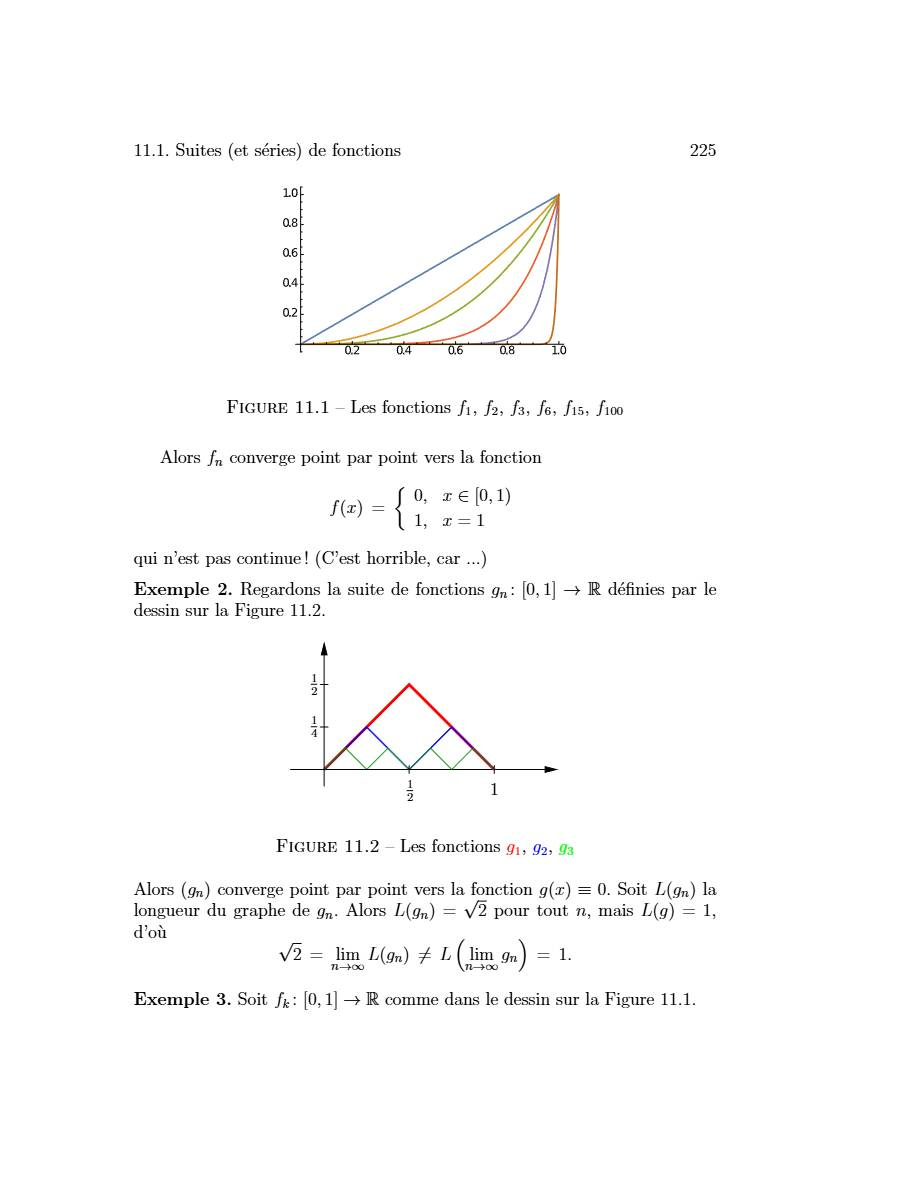 11.1. Suites (et séries) de fonctions 225
1.0
0.8
0.6
0.4
0.2
0.2 0.4 0.6 0.8 1.0
FIGURE 11.1 – Les fonctions f₁, f₂, f₃, f₆, f₁₅, f₁₀₀
Alors fₙ converge point par point vers la fonction
f(x) = { 0, x ∈ [0, 1)
1, x = 1
qui n'est pas continue ! (C'est horrible, car ...)
Exemple 2. Regardons la suite de fonctions gₙ : [0, 1] → ℝ définies par le
dessin sur la Figure 11.2.
1/2
1/4
1/2 1
FIGURE 11.2 – Les fonctions g₁, g₂, g₃
Alors (gₙ) converge point par point vers la fonction g(x) ≡ 0. Soit L(gₙ) la
longueur du graphe de gₙ. Alors L(gₙ) = √2 pour tout n, mais L(g) = 1,
d'où
√2 = lim n→∞ L(gₙ) ≠ L (lim n→∞ gₙ) = 1.
Exemple 3. Soit fₖ : [0, 1] → ℝ comme dans le dessin sur la Figure 11.1.